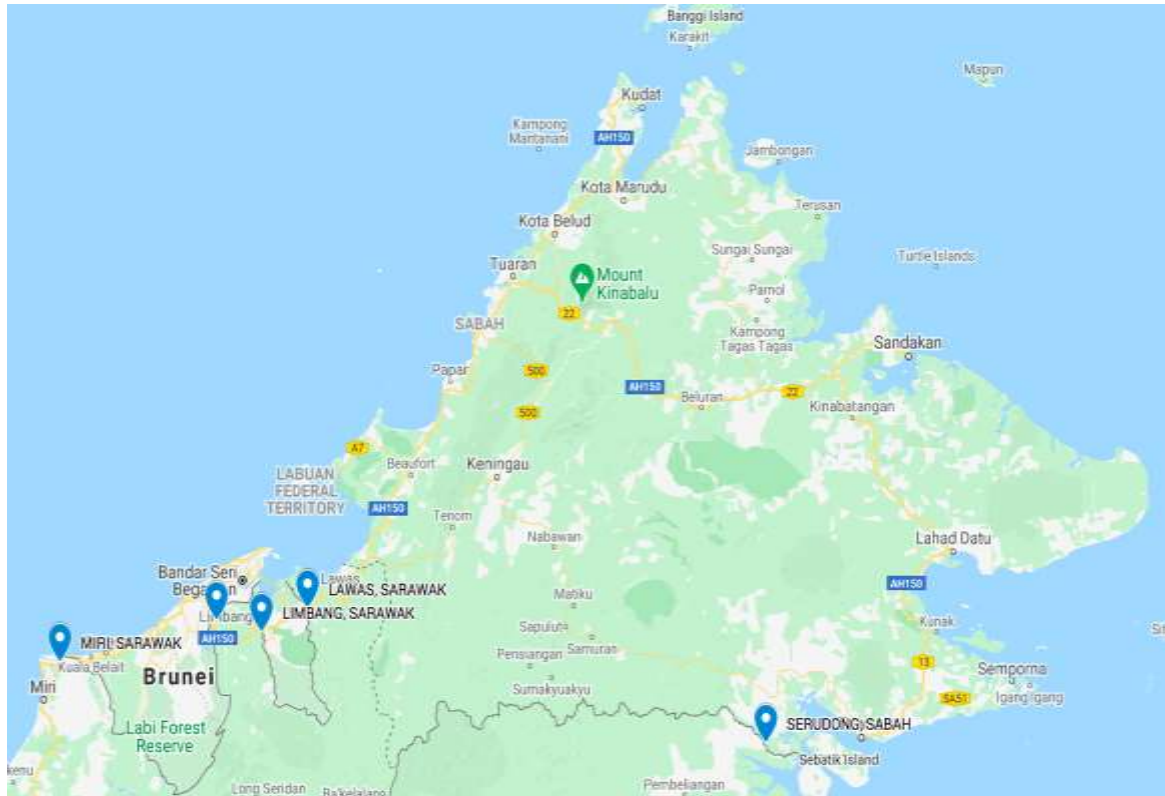 Banggi Island
Karakit
Mapun
Kudat
Kampong
Mantanani
AH150
Jambongan
Kota Marudu
Terusan
Kota Belud
Sungai Sungai
Turtle Islands
Tuaran
Mount
Kinabalu
Pamol
22
SABAH
Kampong
Tagas Tagas
Sandakan
Papar
500
AH150
22
Beluran
500
Kinabatangan
A7
Beaufort
Keningau
LABUAN
FEDERAL
TERRITORY
AH150
Tenom
Nabawan
Lahad Datu
Bandar Seri
Lawas
LAWAS, SARAWAK
AH150
Matiku
Limbang
LIMBANG, SARAWAK
Kunak
Sapulut
AH150
MIRI, SARAWAK
Samuran
Pensiangan
Kuala Belait
Brunei
13
Semporna
Sumakyukyu
SA51
Igang Igang
Miri
SERUDONG, SABAH
Labi Forest
Reserve
Sebatik Island
Pembeliangan
Long Seridan
Ba'kelalan